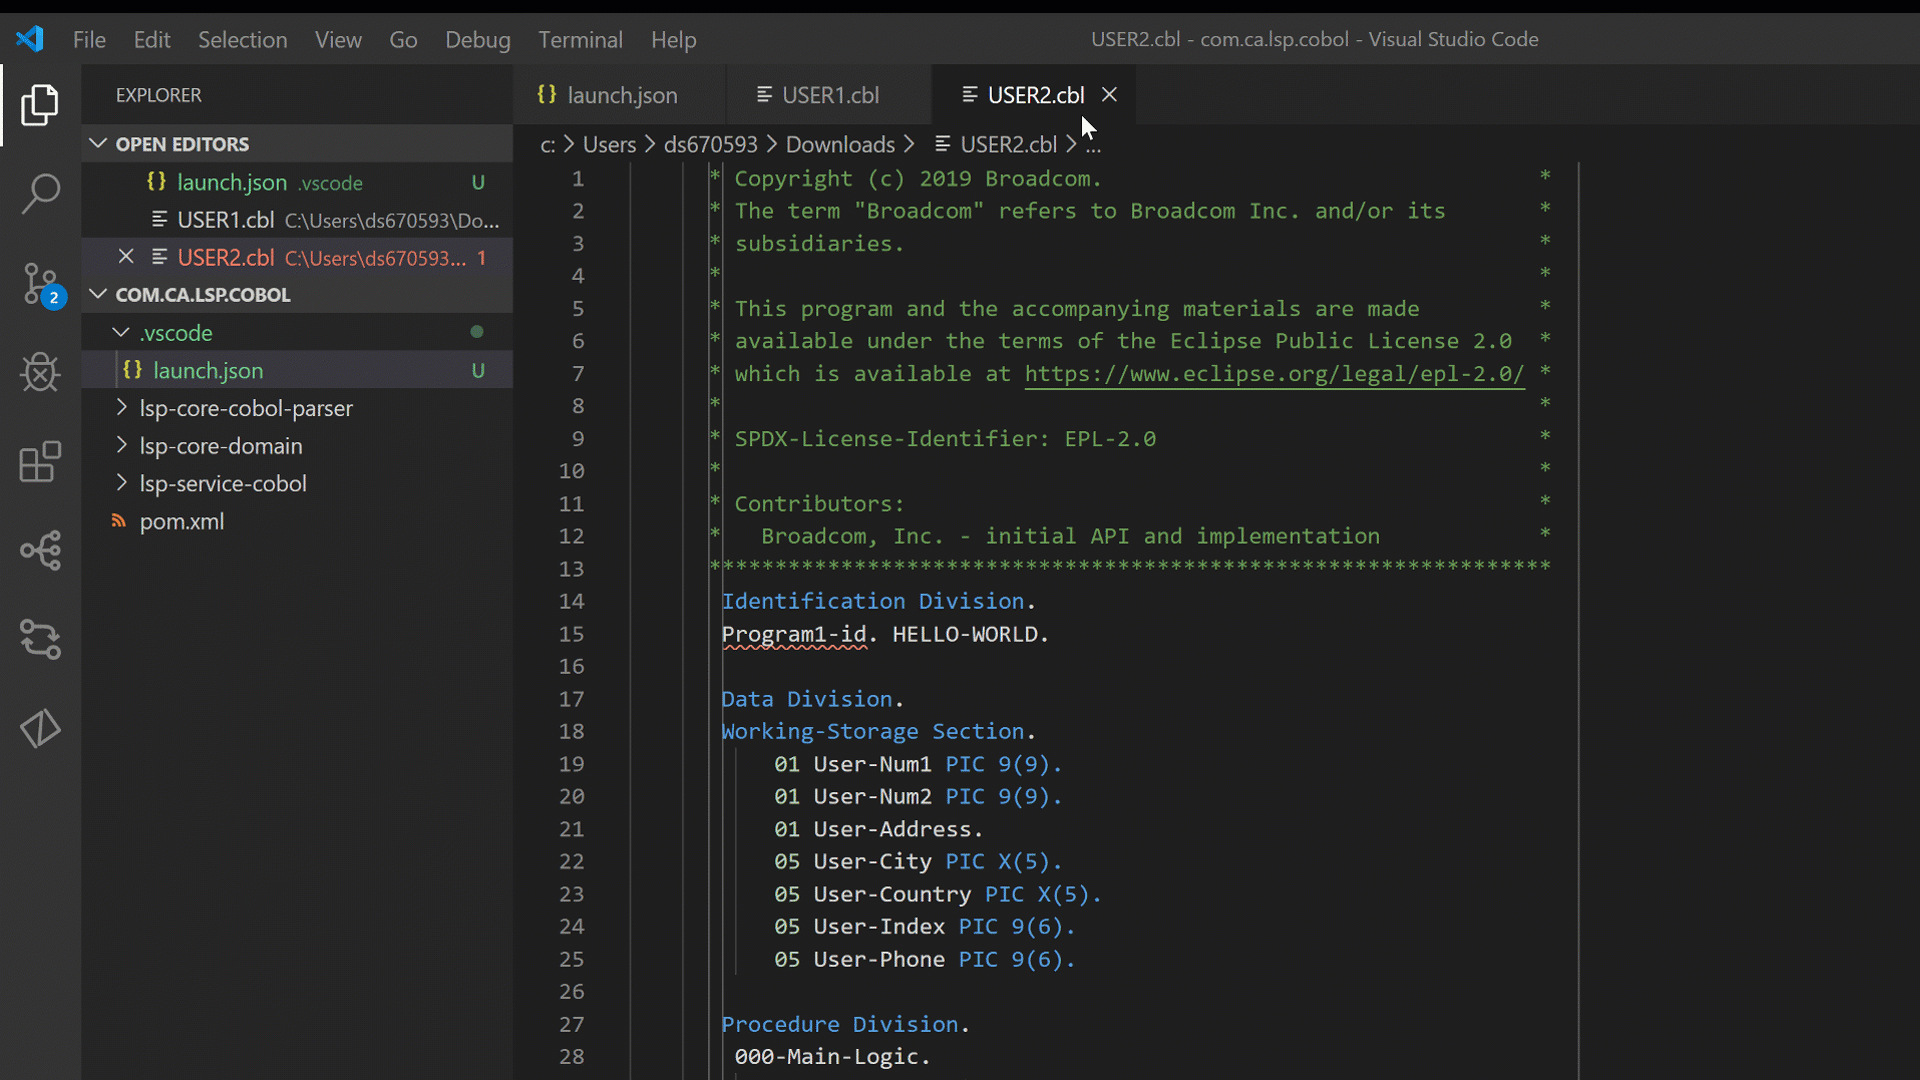 File Edit Selection View Go Debug Terminal Help USER2.cbl - com.ca.lsp.cobol - Visual Studio Code
EXPLORER
OPEN EDITORS
{} launch.json .vscode U
USER1.cbl C:\Users\ds670593\Do...
USER2.cbl C:\Users\ds670593... 1
COM.CA.LSP.COBOL
.vscode
{} launch.json U
lsp-core-cobol-parser
lsp-core-domain
lsp-service-cobol
pom.xml
2
{} launch.json USER1.cbl USER2.cbl
c: > Users > ds670593 > Downloads > USER2.cbl > ...
1 * Copyright (c) 2019 Broadcom. *
2 * The term "Broadcom" refers to Broadcom Inc. and/or its *
3 * subsidiaries. *
4 * *
5 * This program and the accompanying materials are made *
6 * available under the terms of the Eclipse Public License 2.0 *
7 * which is available at https://www.eclipse.org/legal/epl-2.0/ *
8 * *
9 * SPDX-License-Identifier: EPL-2.0 *
10 * *
11 * Contributors: *
12 * Broadcom, Inc. - initial API and implementation *
13 ****************************************************************
14 Identification Division.
15 Program1-id. HELLO-WORLD.
16
17 Data Division.
18 Working-Storage Section.
19 01 User-Num1 PIC 9(9).
20 01 User-Num2 PIC 9(9).
21 01 User-Address.
22 05 User-City PIC X(5).
23 05 User-Country PIC X(5).
24 05 User-Index PIC 9(6).
25 05 User-Phone PIC 9(6).
26
27 Procedure Division.
28 000-Main-Logic.